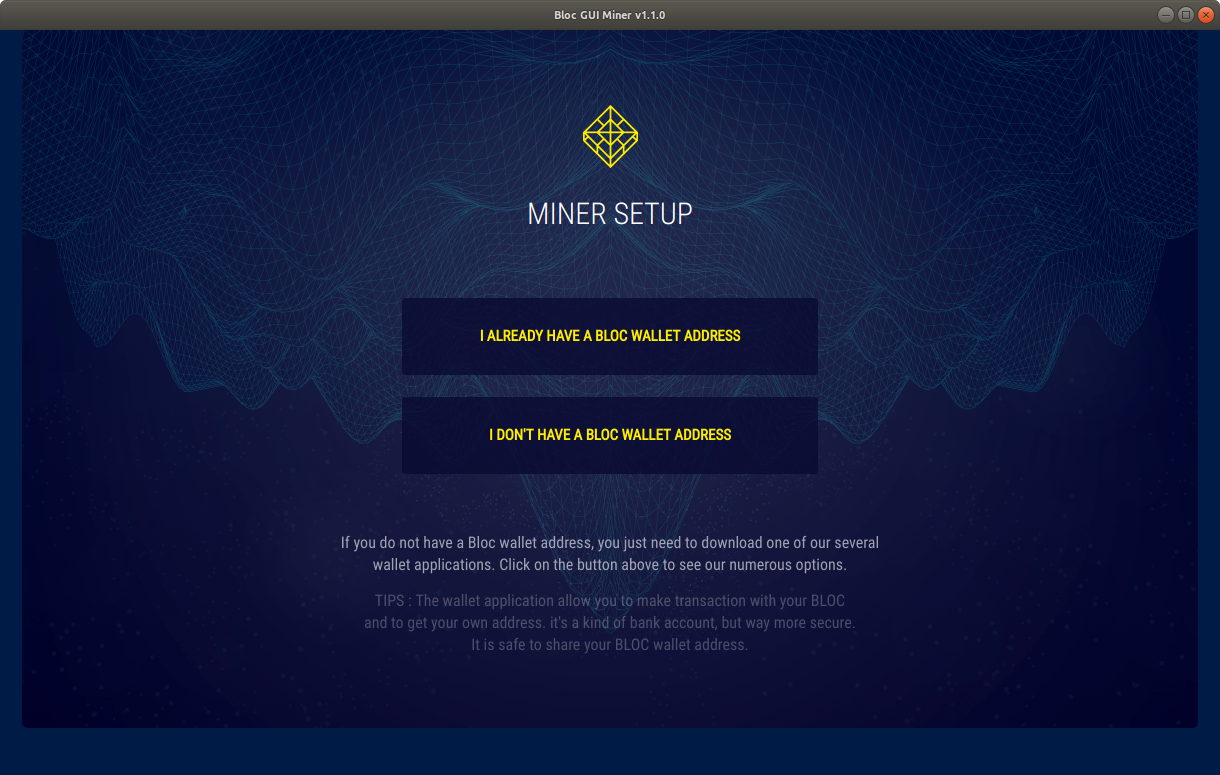 Bloc GUI Miner v1.1.0
MINER SETUP
I ALREADY HAVE A BLOC WALLET ADDRESS
I DON'T HAVE A BLOC WALLET ADDRESS
If you do not have a Bloc wallet address, you just need to download one of our several
wallet applications. Click on the button above to see our numerous options.
TIPS : The wallet application allow you to make transaction with your BLOC
and to get your own address. it's a kind of bank account, but way more secure.
It is safe to share your BLOC wallet address.